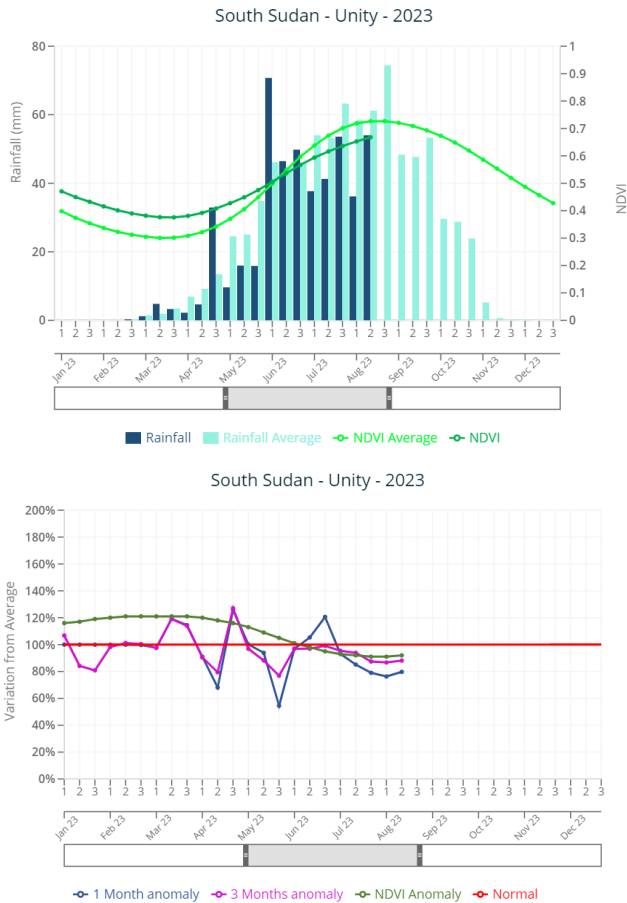 South Sudan - Unity - 2023
80
60
40
20
0
Rainfall (mm)
1
0.9
0.8
0.7
0.6
0.5
0.4
0.3
0.2
0.1
0
NDVI
1 2 3 1 2 3 1 2 3 1 2 3 1 2 3 1 2 3 1 2 3 1 2 3 1 2 3 1 2 3 1 2 3 1 2 3
Jan 23 Feb 23 Mar 23 Apr 23 May 23 Jun 23 Jul 23 Aug 23 Sep 23 Oct 23 Nov 23 Dec 23
Rainfall Rainfall Average NDVI Average NDVI
South Sudan - Unity - 2023
200%
180%
160%
140%
120%
100%
80%
60%
40%
20%
0%
Variation from Average
1 2 3 1 2 3 1 2 3 1 2 3 1 2 3 1 2 3 1 2 3 1 2 3 1 2 3 1 2 3 1 2 3 1 2 3
Jan 23 Feb 23 Mar 23 Apr 23 May 23 Jun 23 Jul 23 Aug 23 Sep 23 Oct 23 Nov 23 Dec 23
1 Month anomaly 3 Months anomaly NDVI Anomaly Normal